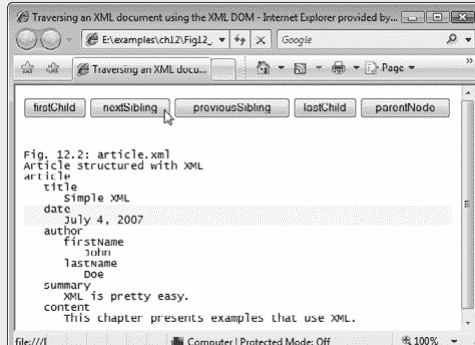 Traversing an XML document using the XML DOM - Internet Explorer provided by...
E:\examples\ch12\Fig12_
Google
Traversing an XML docu...
Page
firstChild nextSibling previousSibling lastChild parentNode
Fig. 12.2: article.xml
Article structured with XML
article
title
Simple XML
date
July 4, 2007
author
firstName
John
lastName
Doe
summary
XML is pretty easy.
content
This chapter presents examples that use XML.
Computer | Protected Mode: Off
100%